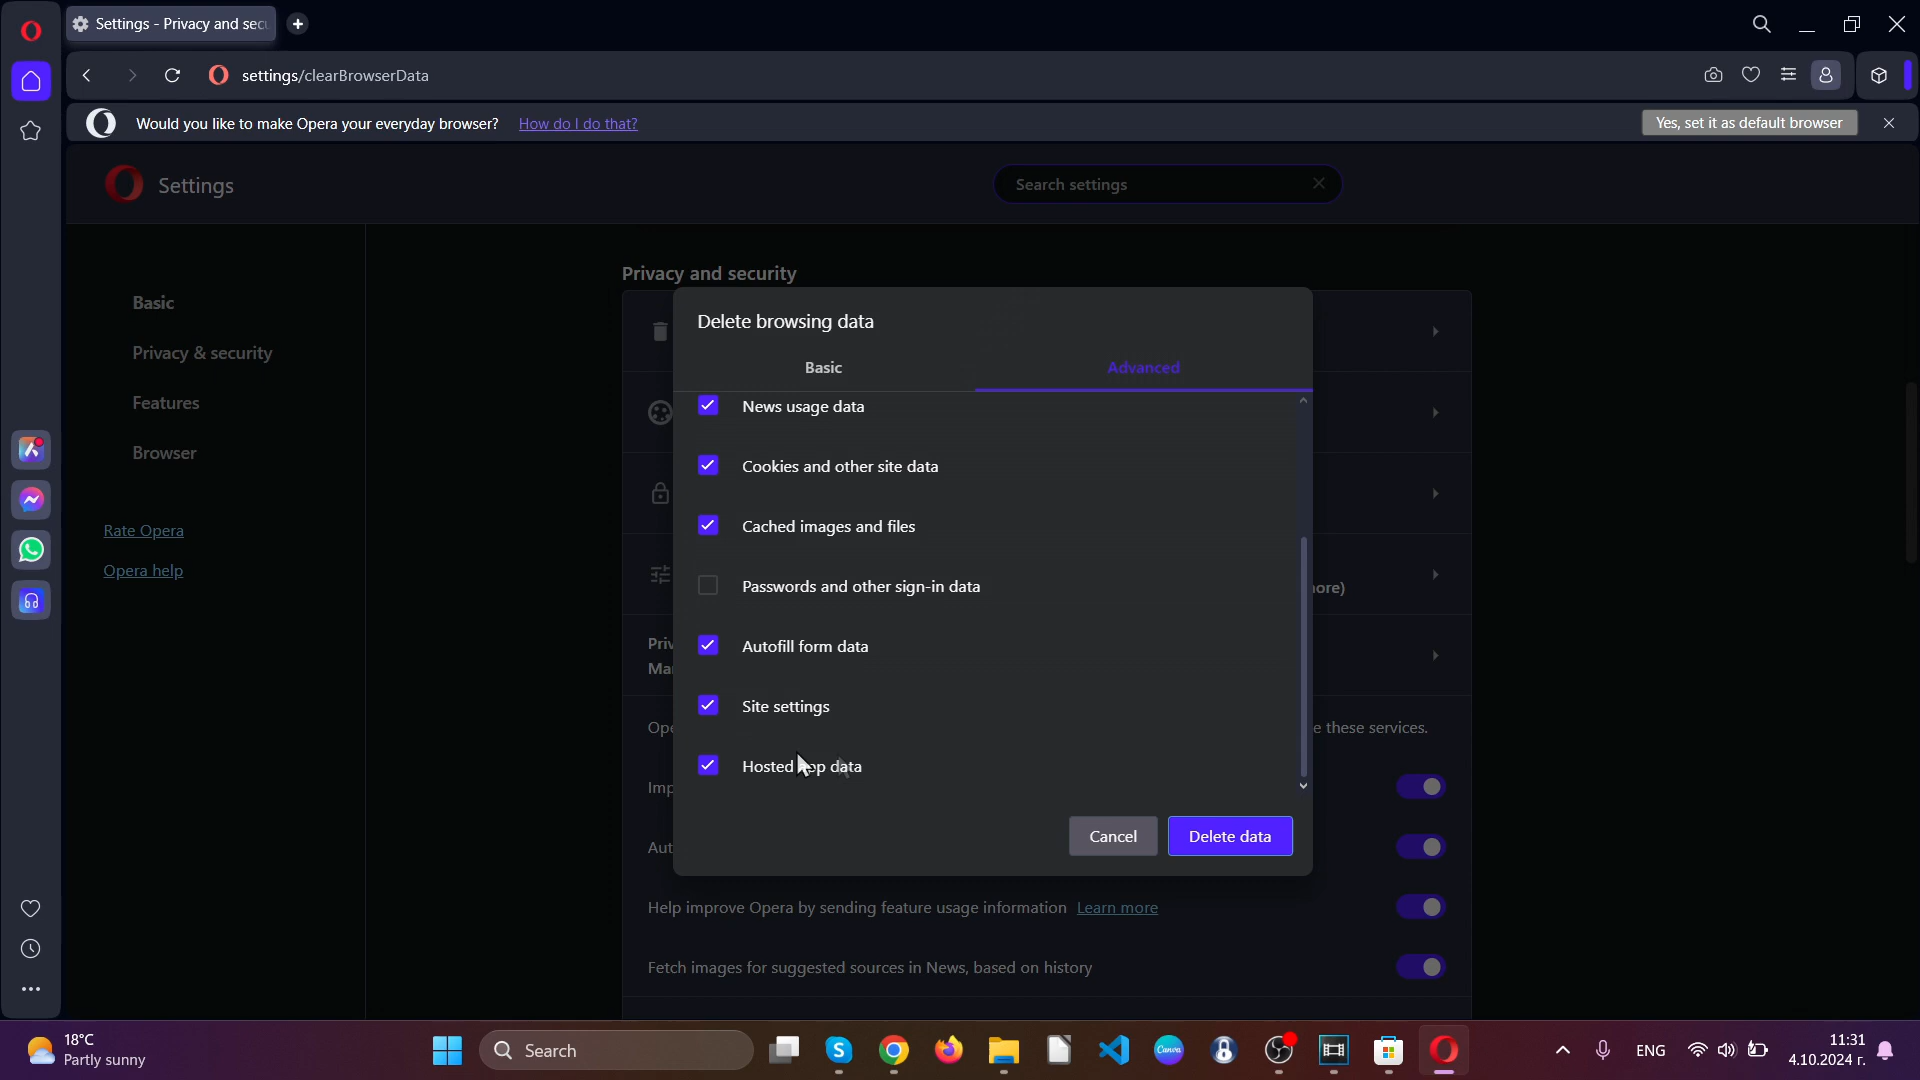 Settings - Privacy and secu
settings/clearBrowserData
Would you like to make Opera your everyday browser? How do I do that?
Yes, set it as default browser
Settings
Search settings
Basic
Privacy & security
Features
Browser
Rate Opera
Opera help
Privacy and security
Delete browsing data
Basic
Advanced
News usage data
Cookies and other site data
Cached images and files
Passwords and other sign-in data
Autofill form data
Site settings
Hosted app data
Cancel
Delete data
ore)
Priv
Ma
Ope
e these services.
Imp
Aut
Help improve Opera by sending feature usage information Learn more
Fetch images for suggested sources in News, based on history
18°C
Partly sunny
Search
Canva
ENG
11:31
4.10.2024 г.